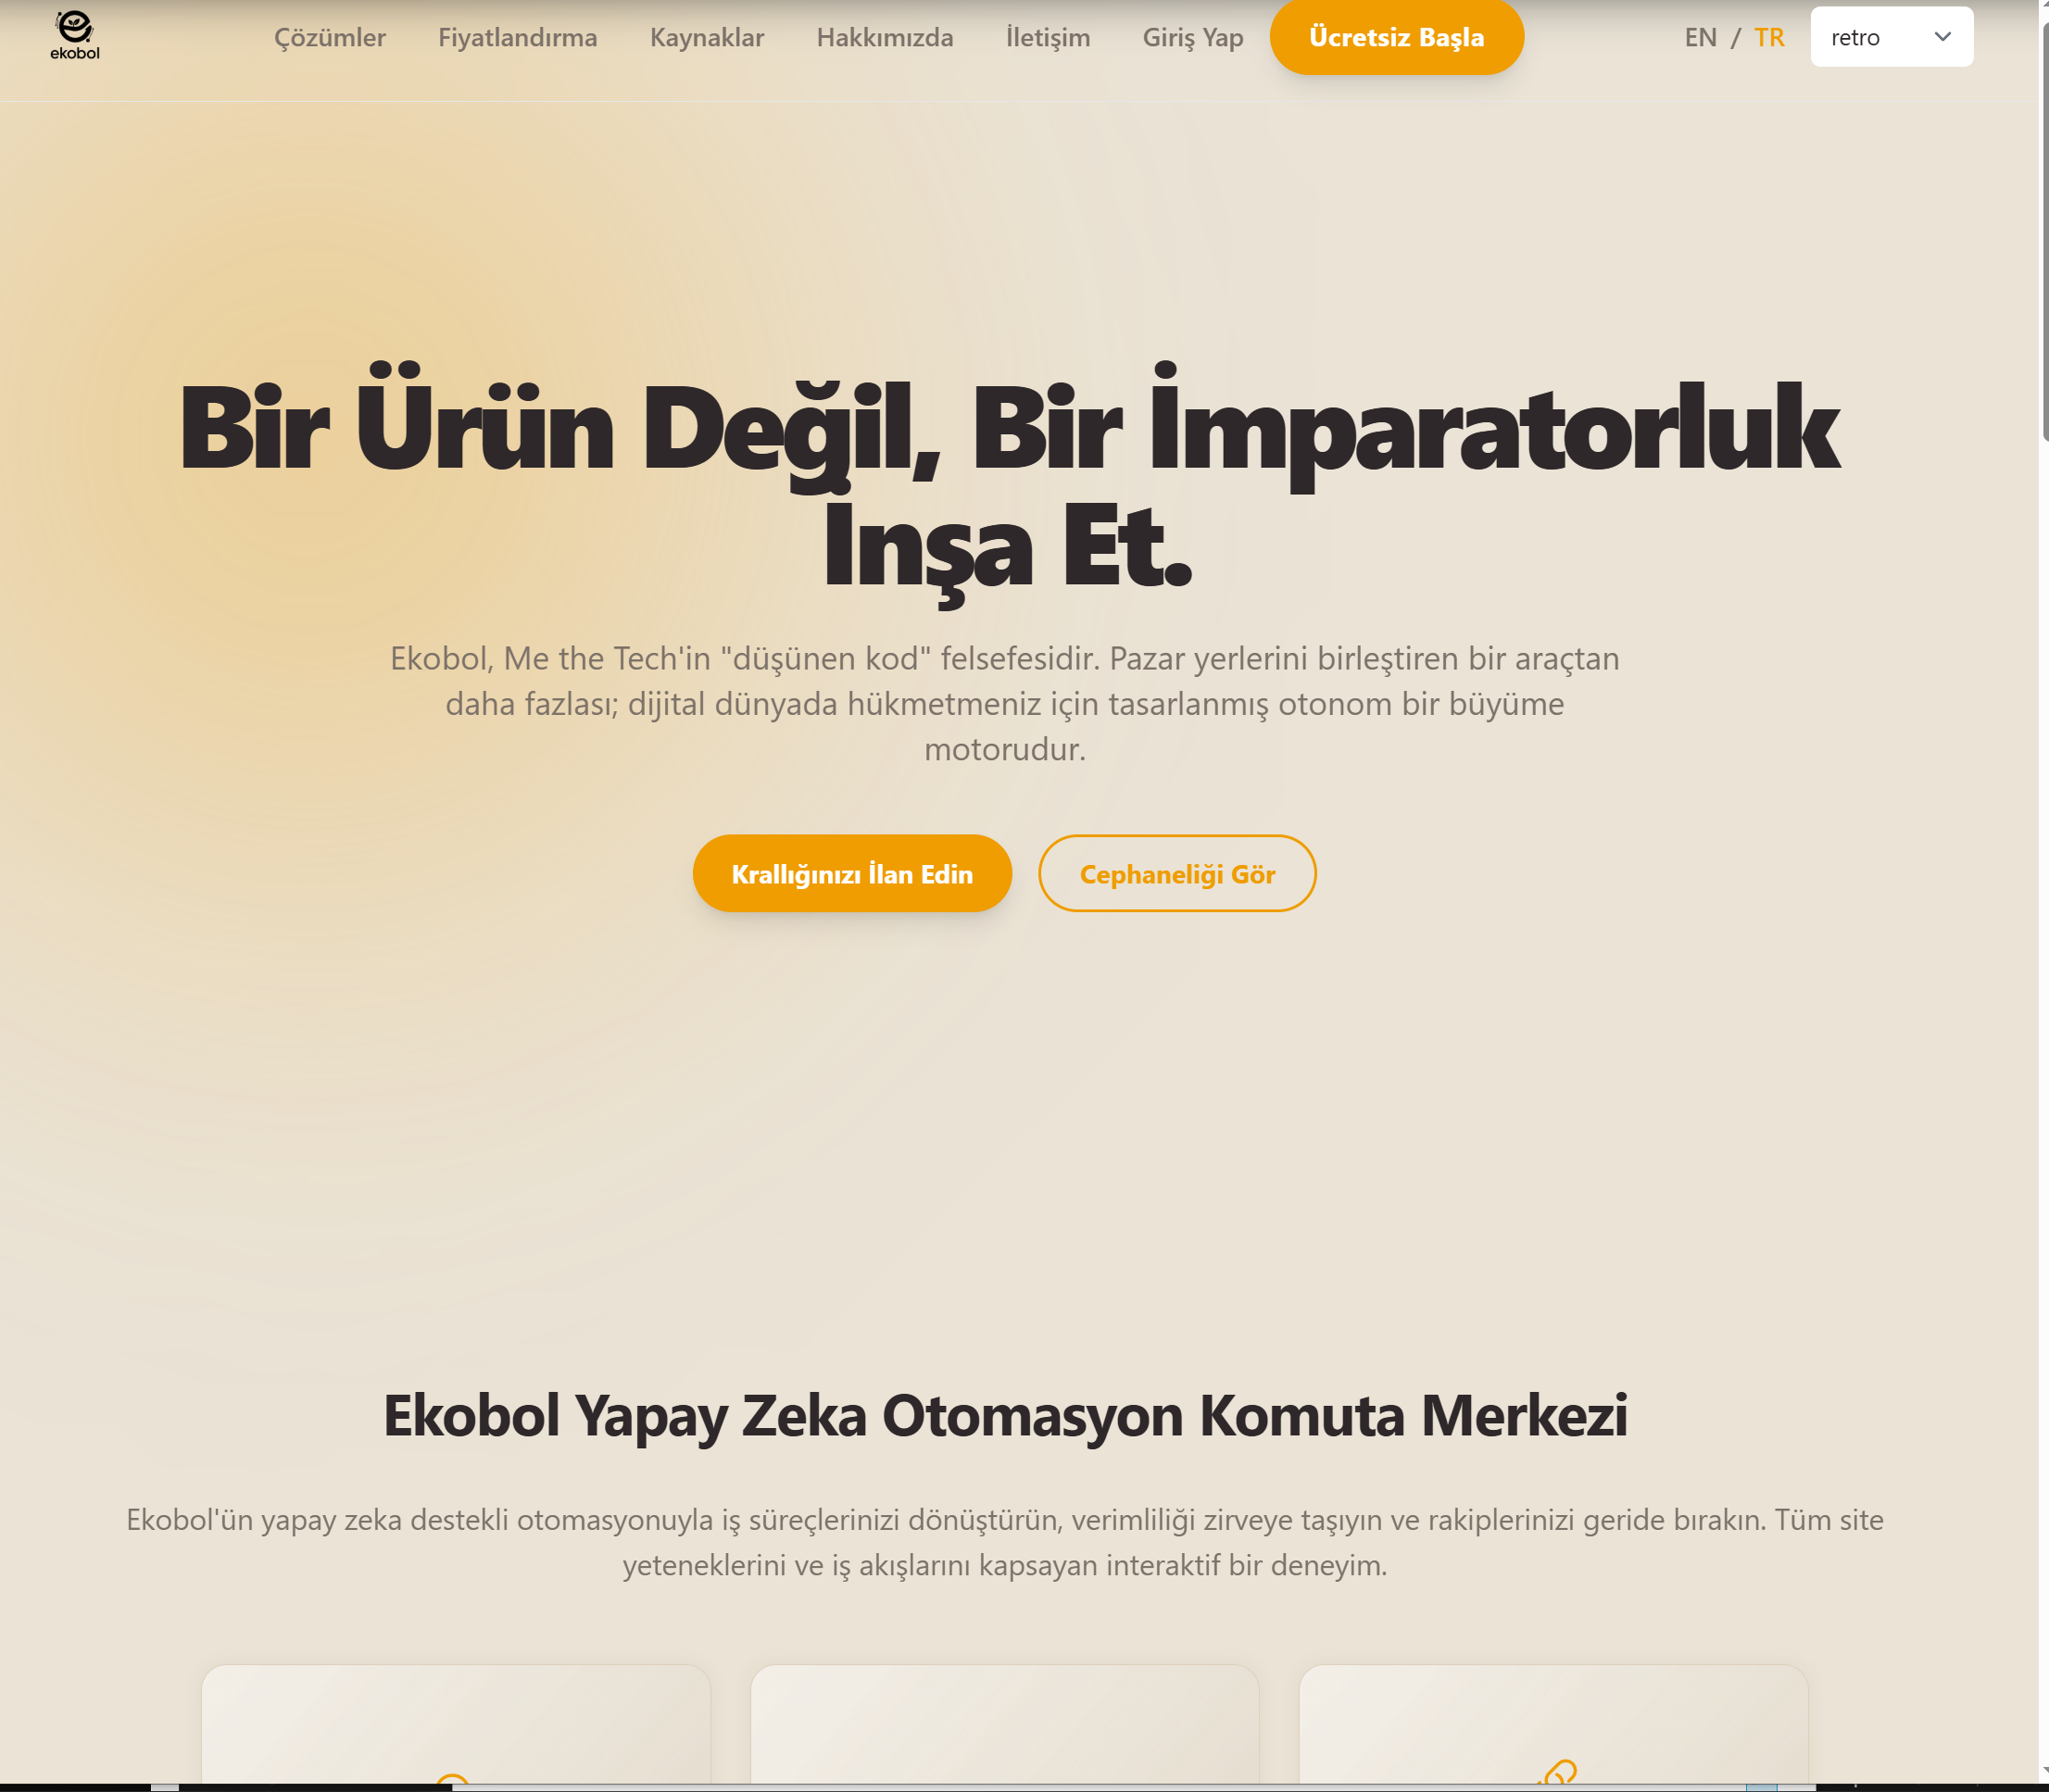 ekobol
Çözümler
Fiyatlandırma
Kaynaklar
Hakkımızda
İletişim
Giriş Yap
Ücretsiz Başla
EN / TR
retro
Bir Ürün Değil, Bir İmparatorluk
İnşa Et.
Ekobol, Me the Tech'in "düşünen kod" felsefesidir. Pazar yerlerini birleştiren bir araçtan
daha fazlası; dijital dünyada hükmetmeniz için tasarlanmış otonom bir büyüme
motorudur.
Krallığınızı İlan Edin
Cephaneliği Gör
Ekobol Yapay Zeka Otomasyon Komuta Merkezi
Ekobol'ün yapay zeka destekli otomasyonuyla iş süreçlerinizi dönüştürün, verimliliği zirveye taşıyın ve rakiplerinizi geride bırakın. Tüm site
yeteneklerini ve iş akışlarını kapsayan interaktif bir deneyim.